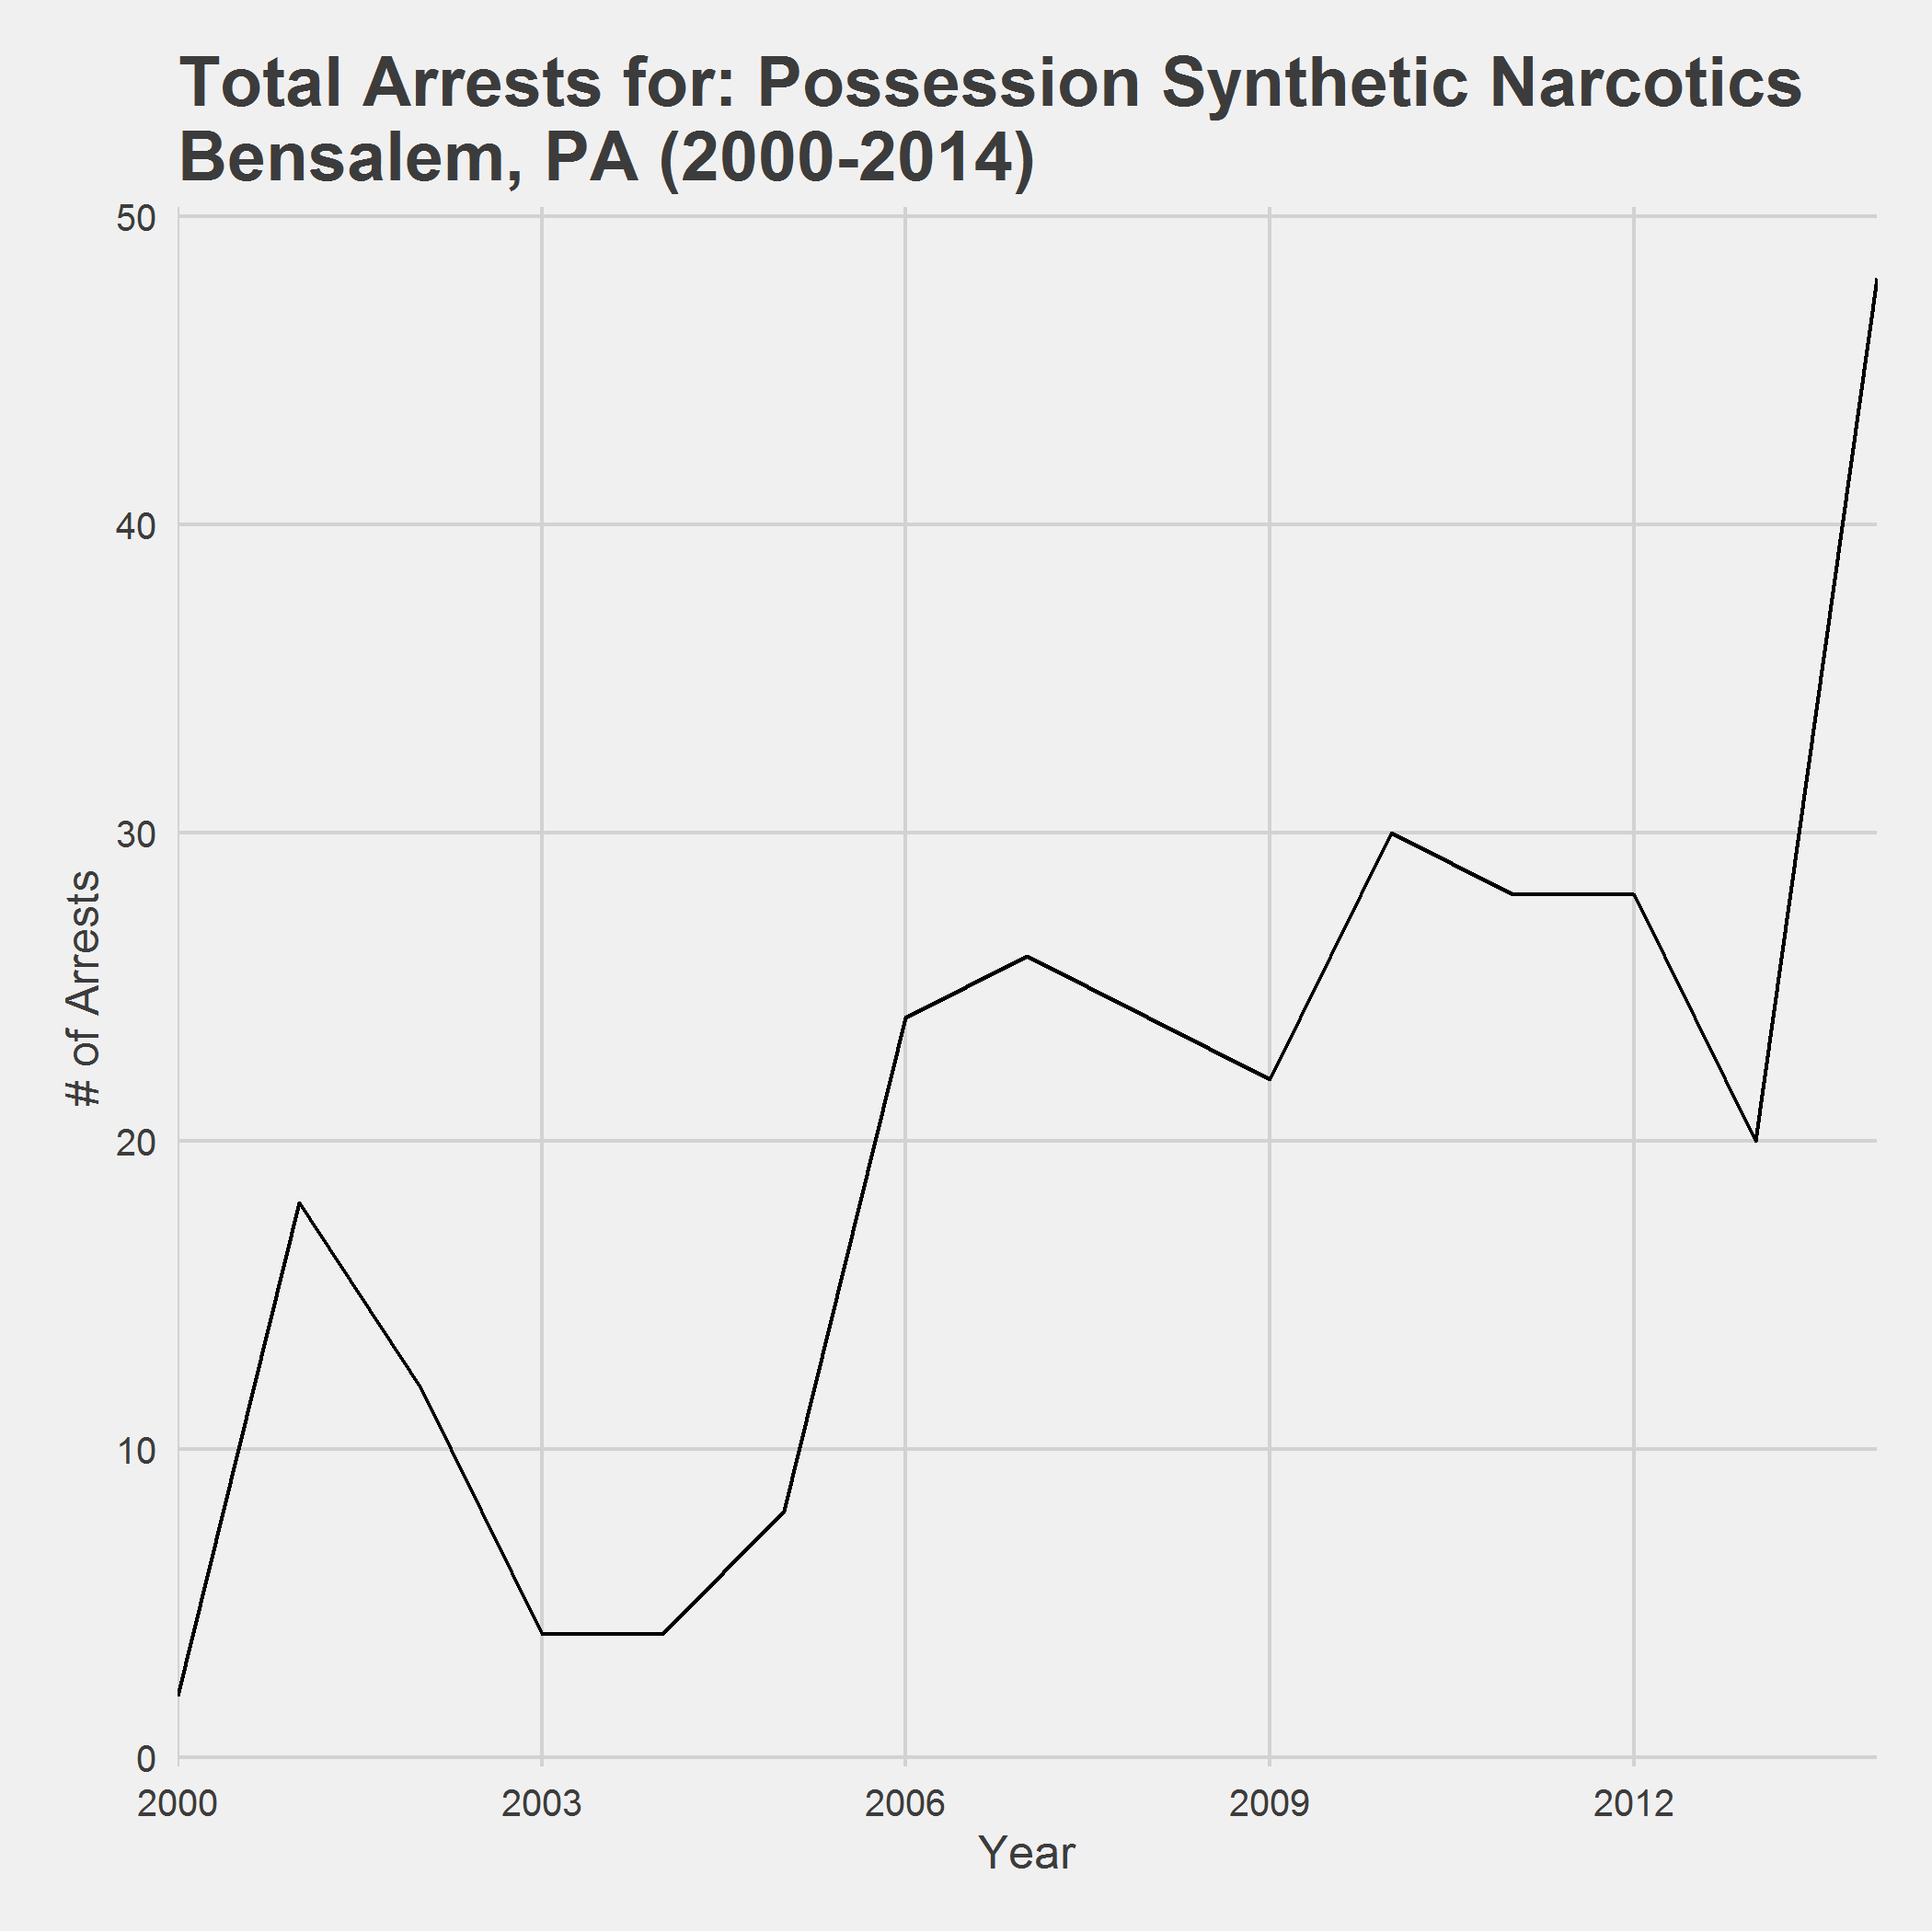 Total Arrests for: Possession Synthetic Narcotics
Bensalem, PA (2000-2014)
50
40
30
20
10
0
# of Arrests
2000 2003 2006 2009 2012
Year